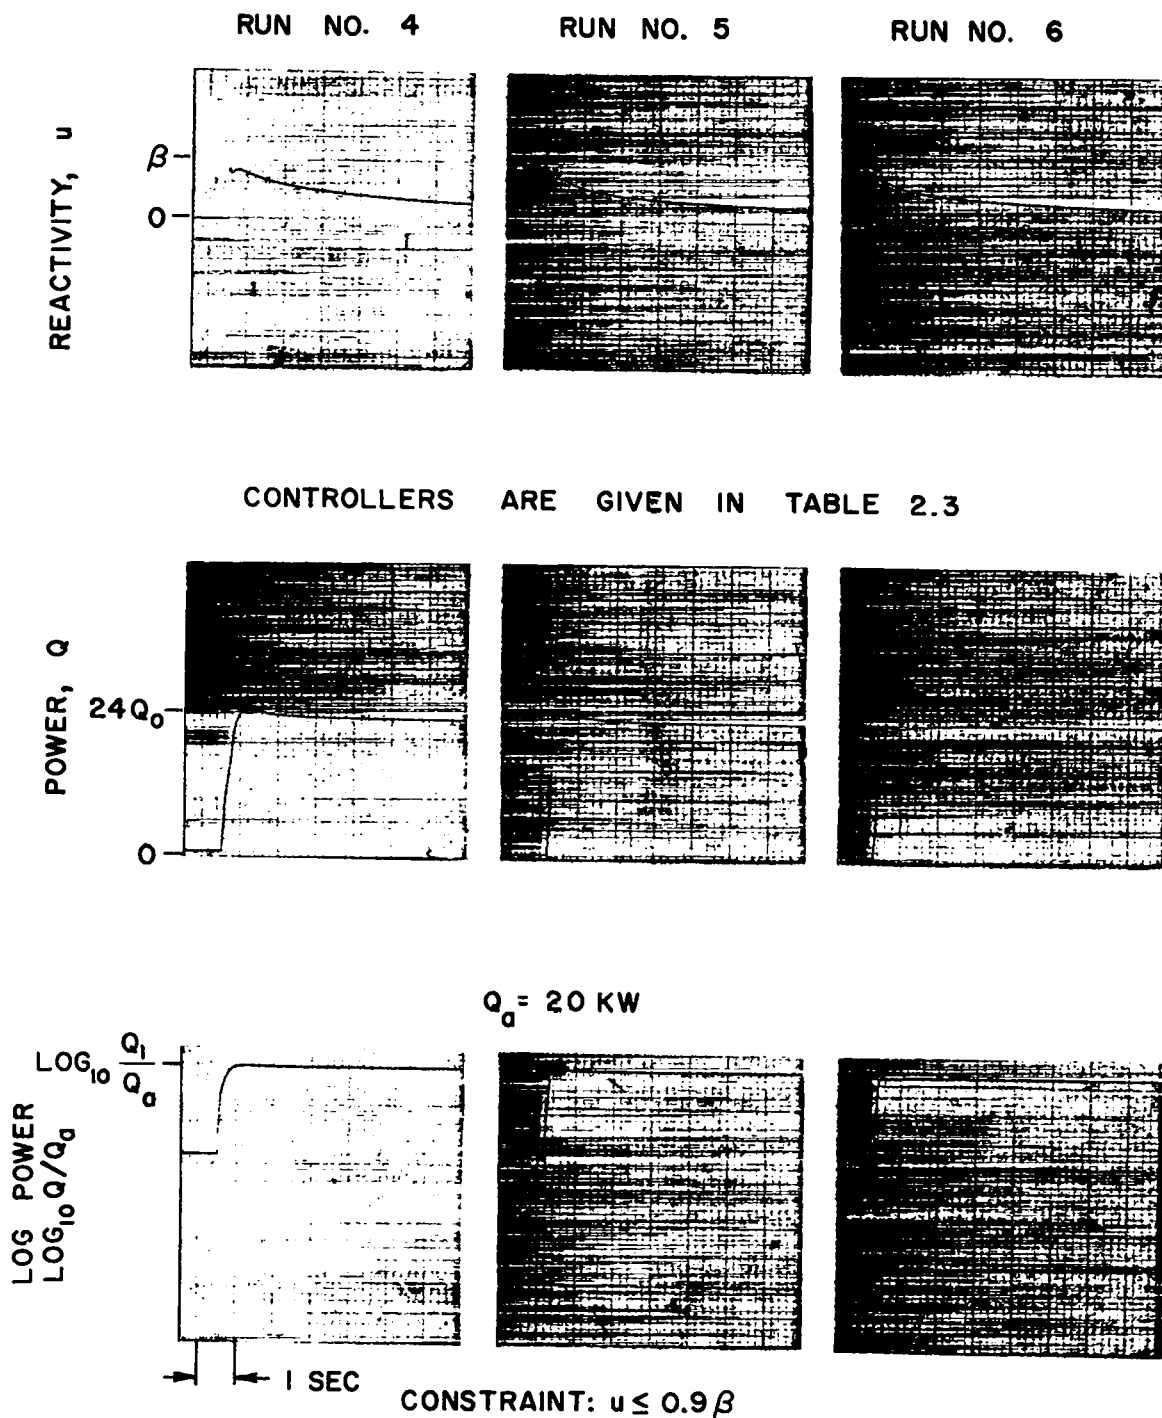 RUN NO. 4
RUN NO. 5
RUN NO. 6
REACTIVITY, u
β
0
CONTROLLERS ARE GIVEN IN TABLE 2.3
POWER, Q
24Q₀
0
Qₐ = 20 KW
LOG POWER
LOG₁₀ Q/Qₐ
LOG₁₀ Q₁/Qₐ
1 SEC
CONSTRAINT: u ≤ 0.9β